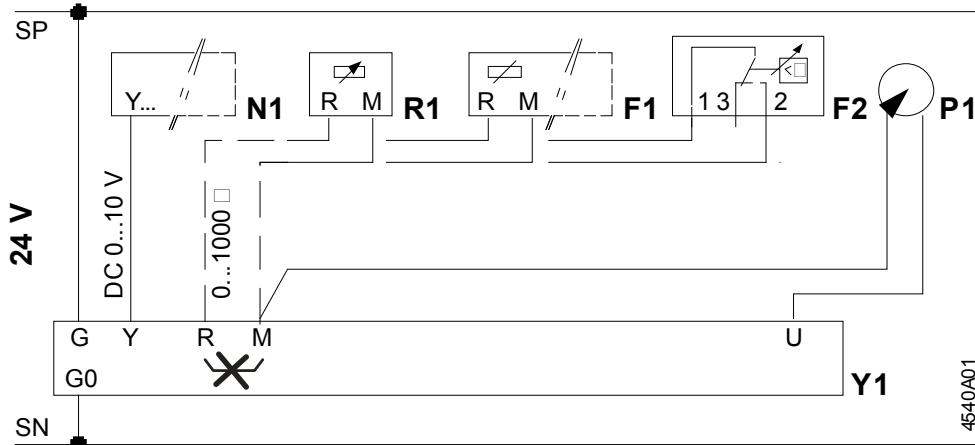 SP
Y... N1
R M R1
R M F1
1 3 2 F2
P1
24 V
DC 0...10 V
0...1000 □
G Y R M U
G0
Y1
SN
4540A01